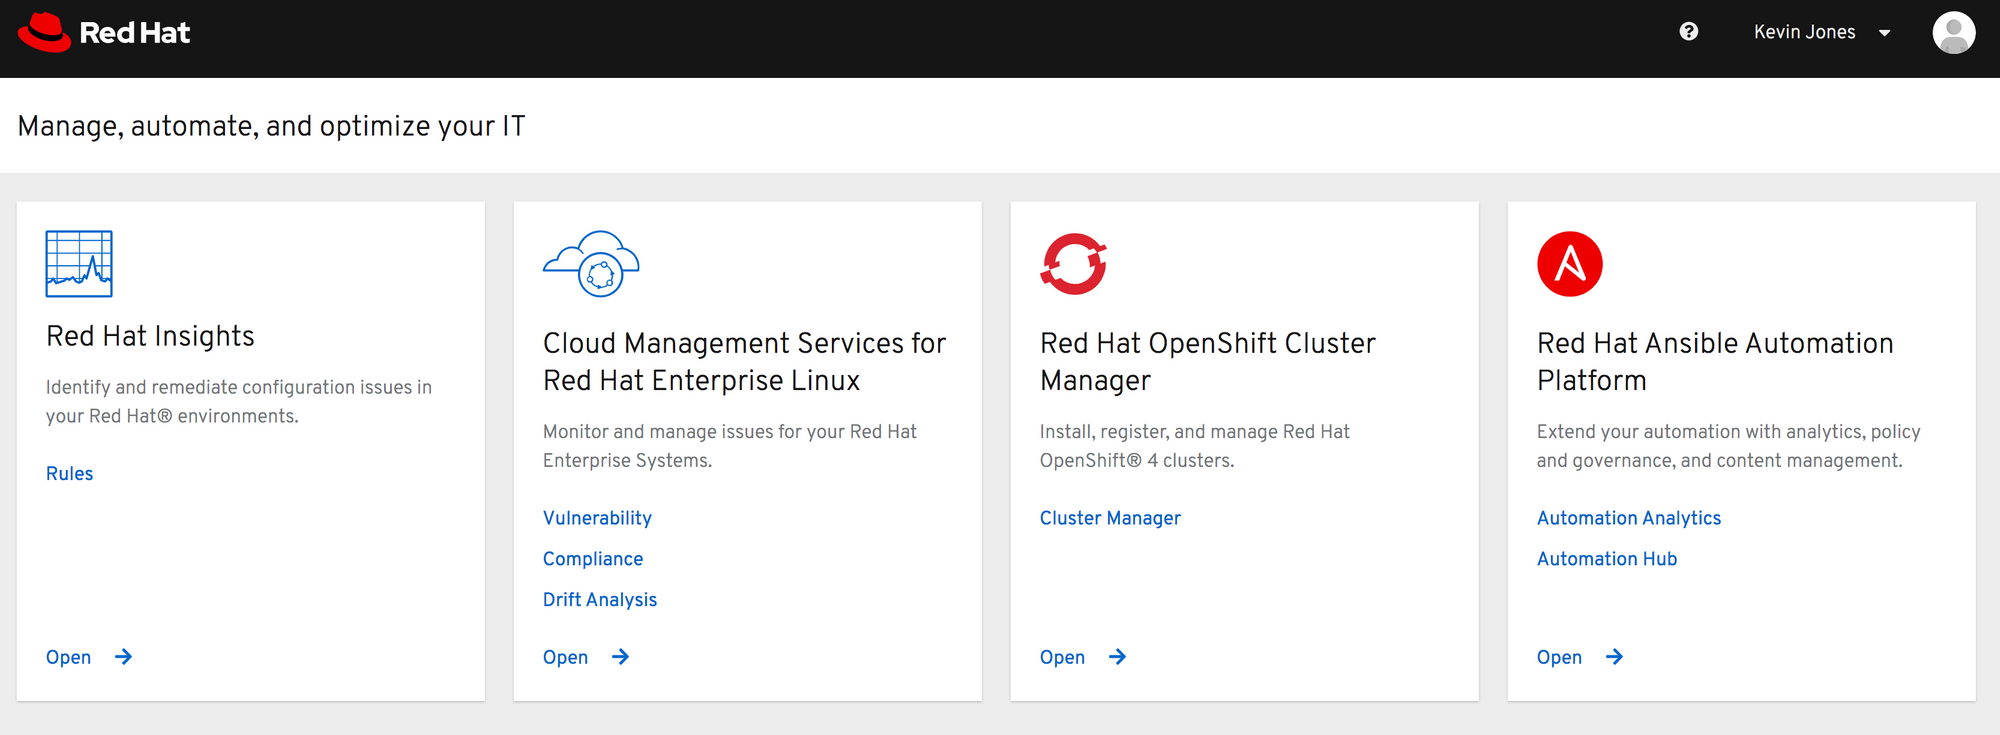 Red Hat
Kevin Jones
Manage, automate, and optimize your IT
Red Hat Insights
Identify and remediate configuration issues in
your Red Hat® environments.
Rules
Open
Cloud Management Services for
Red Hat Enterprise Linux
Monitor and manage issues for your Red Hat
Enterprise Systems.
Vulnerability
Compliance
Drift Analysis
Open
Red Hat OpenShift Cluster
Manager
Install, register, and manage Red Hat
OpenShift® 4 clusters.
Cluster Manager
Open
Red Hat Ansible Automation
Platform
Extend your automation with analytics, policy
and governance, and content management.
Automation Analytics
Automation Hub
Open